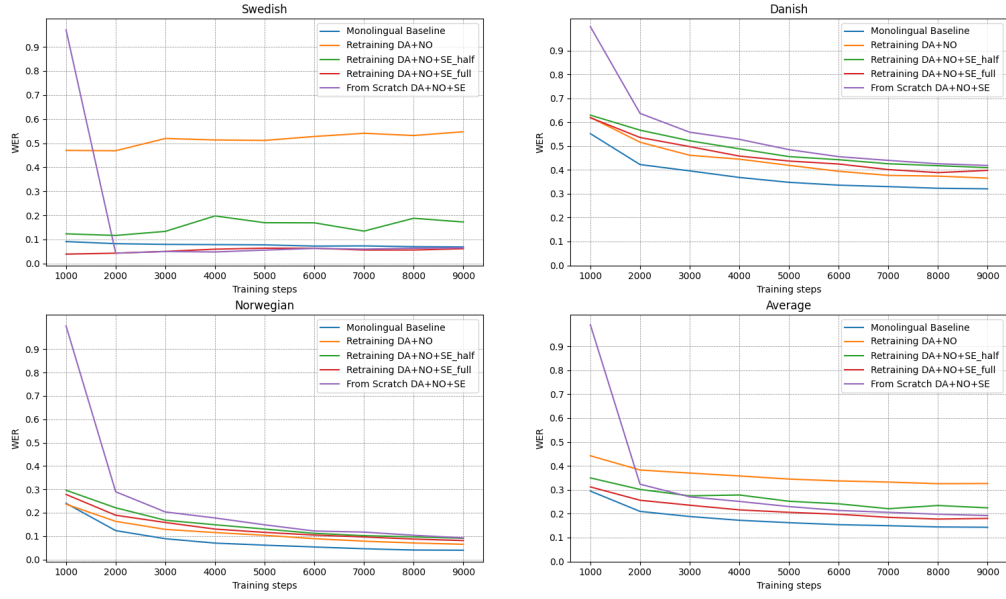 Swedish
WER
0.9
0.8
0.7
0.6
0.5
0.4
0.3
0.2
0.1
0.0
1000 2000 3000 4000 5000 6000 7000 8000 9000
Training steps
Monolingual Baseline
Retraining DA+NO
Retraining DA+NO+SE_half
Retraining DA+NO+SE_full
From Scratch DA+NO+SE
Danish
WER
0.9
0.8
0.7
0.6
0.5
0.4
0.3
0.2
0.1
0.0
1000 2000 3000 4000 5000 6000 7000 8000 9000
Training steps
Monolingual Baseline
Retraining DA+NO
Retraining DA+NO+SE_half
Retraining DA+NO+SE_full
From Scratch DA+NO+SE
Norwegian
WER
0.9
0.8
0.7
0.6
0.5
0.4
0.3
0.2
0.1
0.0
1000 2000 3000 4000 5000 6000 7000 8000 9000
Training steps
Monolingual Baseline
Retraining DA+NO
Retraining DA+NO+SE_half
Retraining DA+NO+SE_full
From Scratch DA+NO+SE
Average
WER
0.9
0.8
0.7
0.6
0.5
0.4
0.3
0.2
0.1
0.0
1000 2000 3000 4000 5000 6000 7000 8000 9000
Training steps
Monolingual Baseline
Retraining DA+NO
Retraining DA+NO+SE_half
Retraining DA+NO+SE_full
From Scratch DA+NO+SE